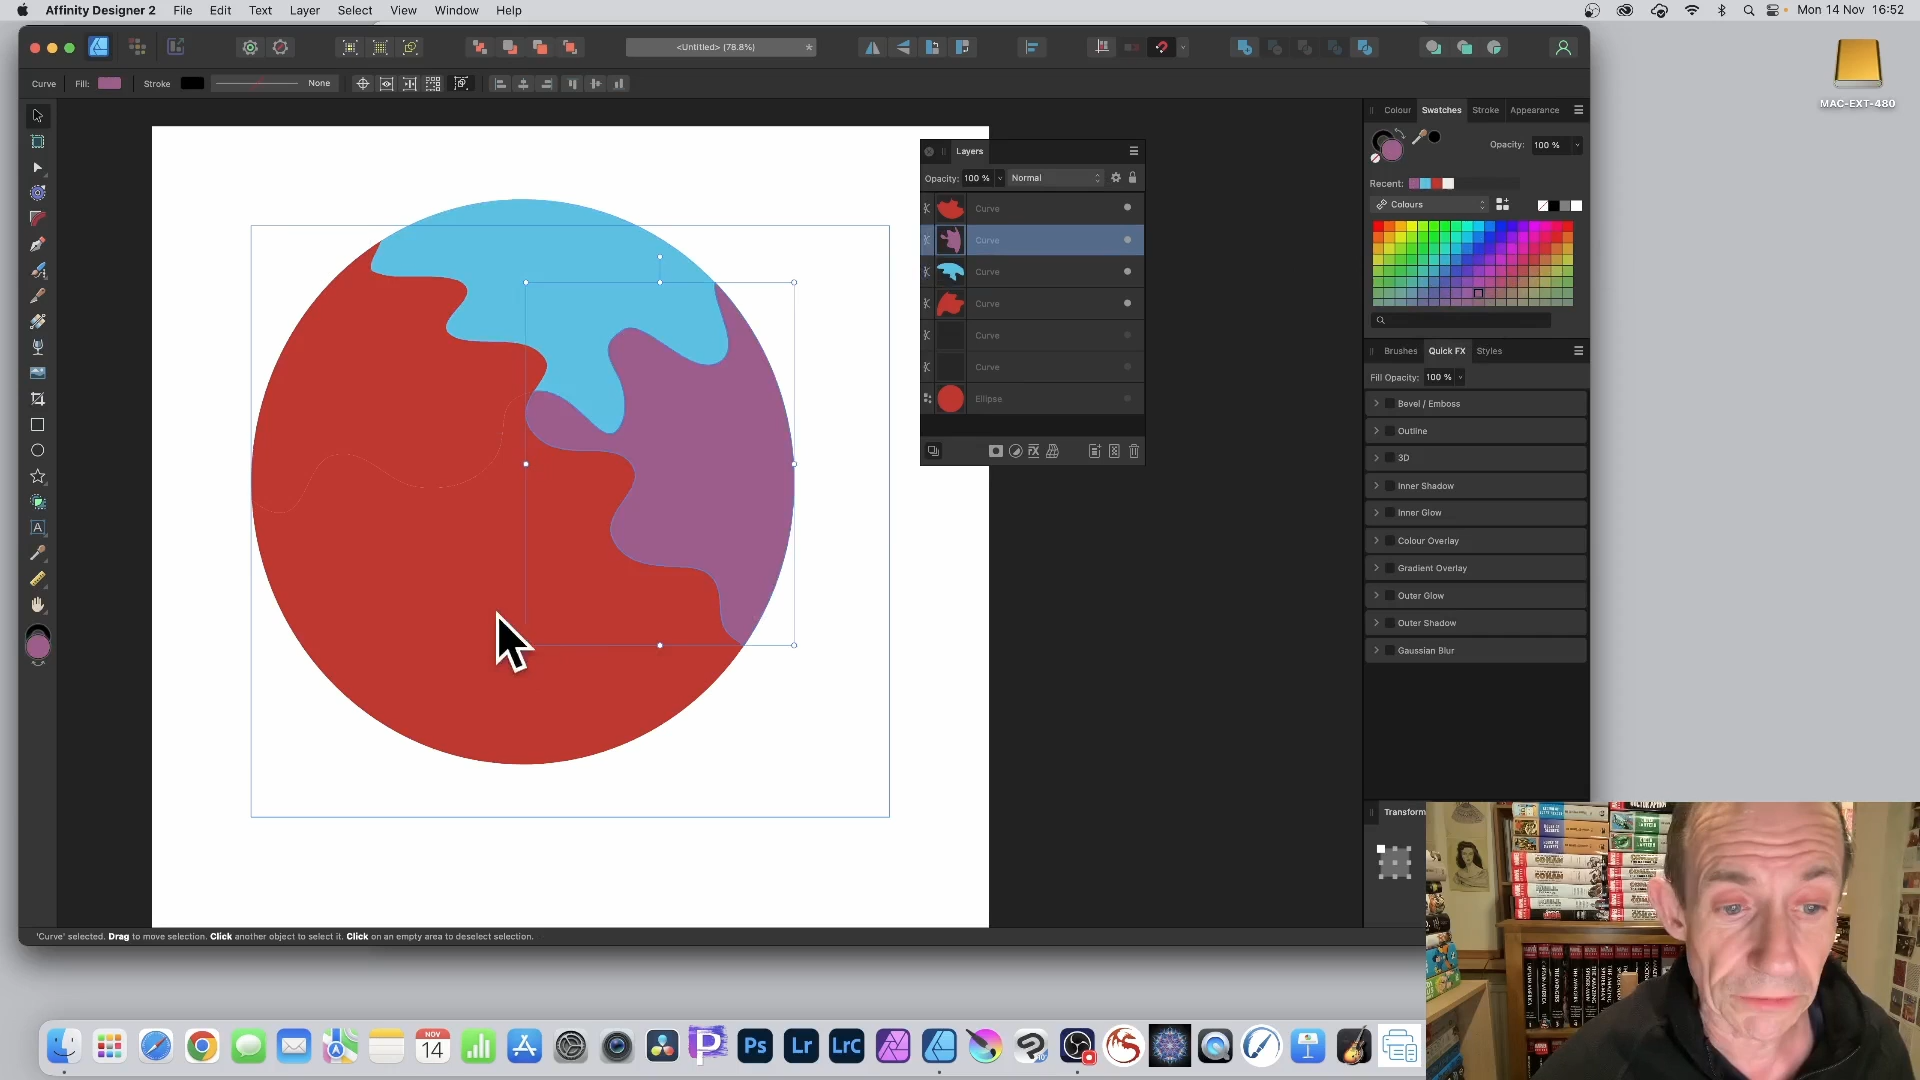 Affinity Designer 2 File Edit Text Layer Select View Window Help
Mon 14 Nov 16:52
<Untitled> (78.8%) *
Curve Fill: Stroke None
MAC-EXT-480
Colour Swatches Stroke Appearance
Opacity: 100 %
Recent:
Colours
Layers
Opacity: 100 % Normal
Curve
Curve
Curve
Curve
Curve
Curve
Ellipse
Brushes Quick FX Styles
Fill Opacity: 100 %
Bevel / Emboss
Outline
3D
Inner Shadow
Inner Glow
Colour Overlay
Gradient Overlay
Outer Glow
Outer Shadow
Gaussian Blur
Transform
A
'Curve' selected. Drag to move selection. Click another object to select it. Click on an empty area to deselect selection.
CONAN
CONAN
NOV
14
P
Ps
Lr
LrC